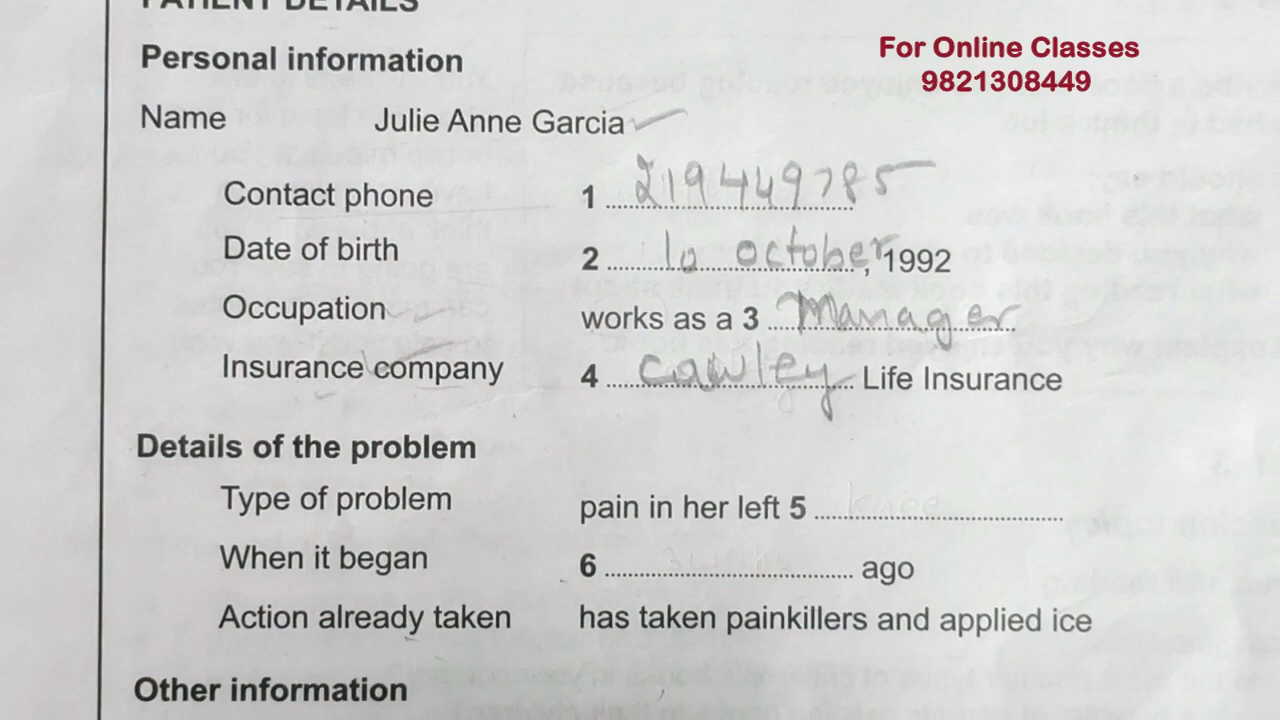 PATIENT DETAILS
Personal information
For Online Classes
9821308449
Name Julie Anne Garcia
Contact phone 1 219449785
Date of birth 2 10 october, 1992
Occupation works as a 3 manager
Insurance company 4 cawley Life Insurance
Details of the problem
Type of problem pain in her left 5 knee
When it began 6 ago
Action already taken has taken painkillers and applied ice
Other information